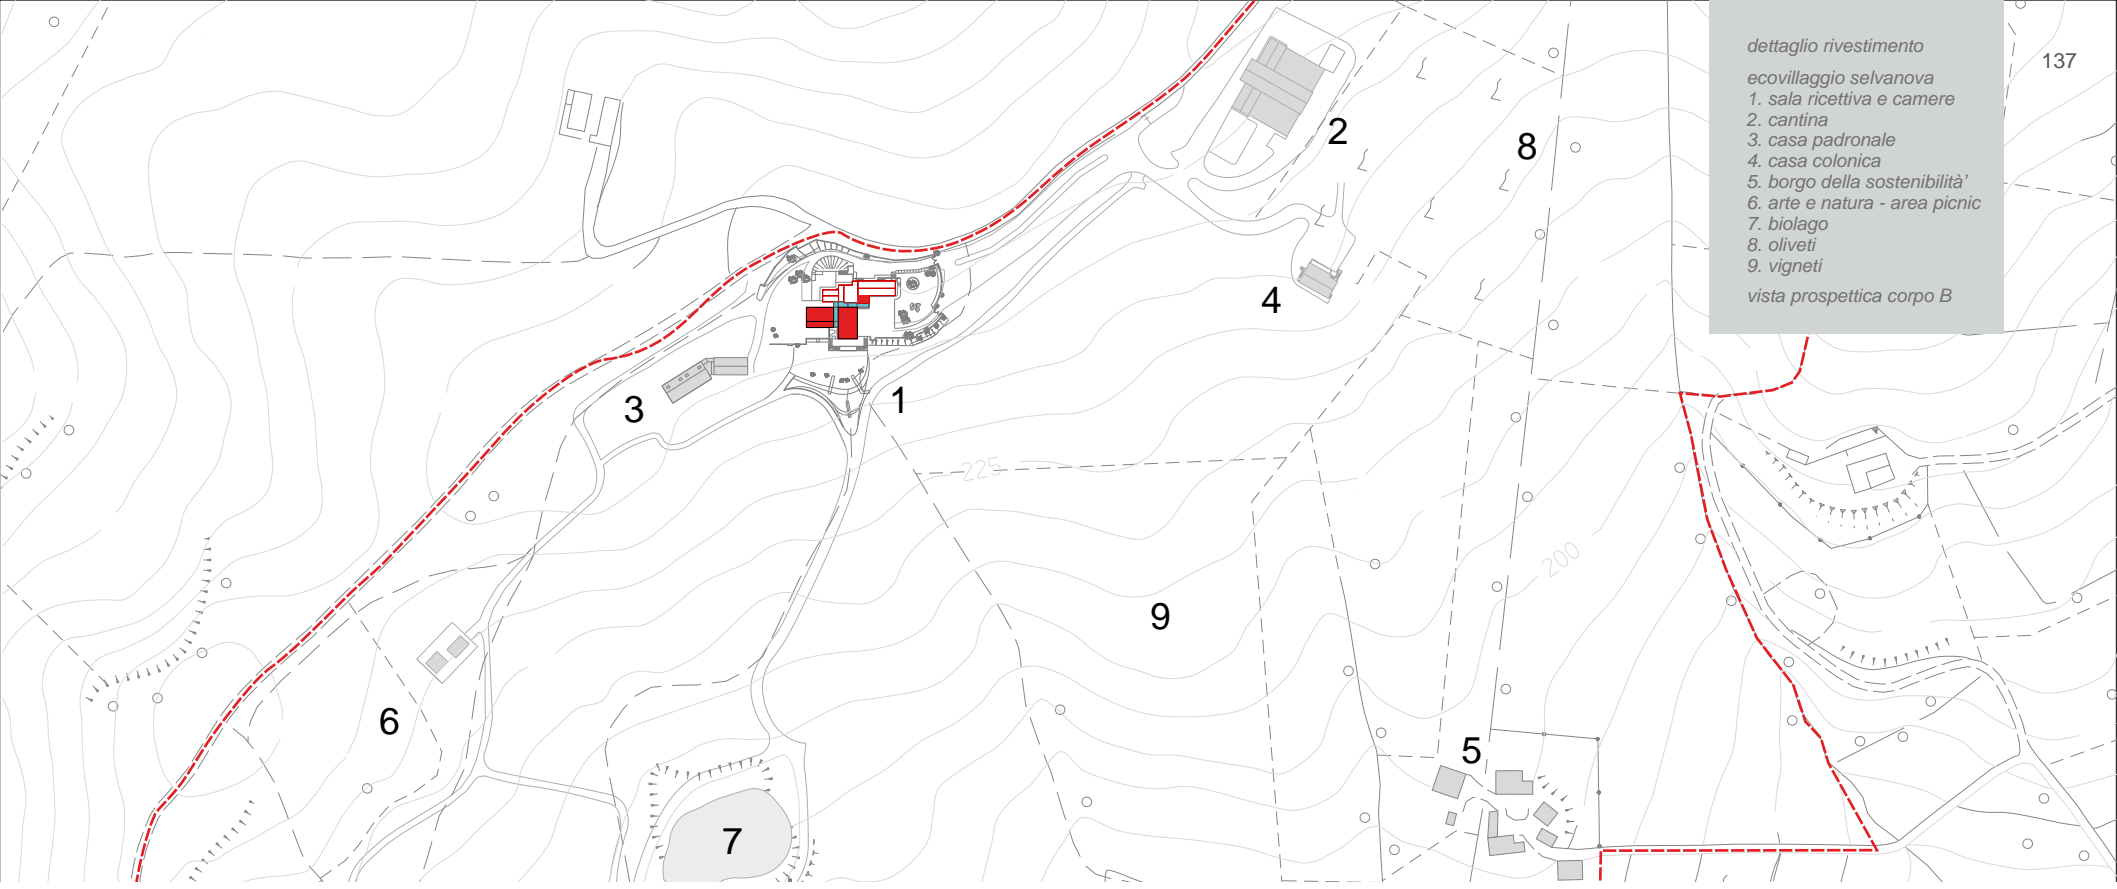 dettaglio rivestimento
ecovillaggio selvanova
1. sala ricettiva e camere
2. cantina
3. casa padronale
4. casa colonica
5. borgo della sostenibilità’
6. arte e natura - area picnic
7. biolago
8. oliveti
9. vigneti
vista prospettica corpo B
137
2
8
4
3
1
225
200
9
6
5
7